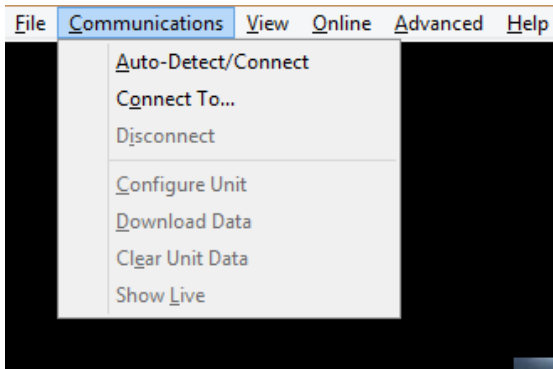 File Communications View Online Advanced Help
Auto-Detect/Connect
Connect To...
Disconnect
Configure Unit
Download Data
Clear Unit Data
Show Live